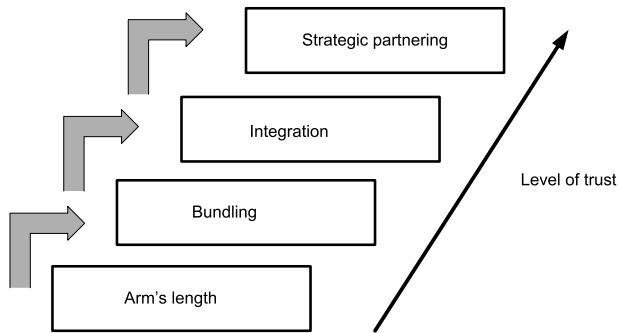 Strategic partnering
Integration
Level of trust
Bundling
Arm’s length